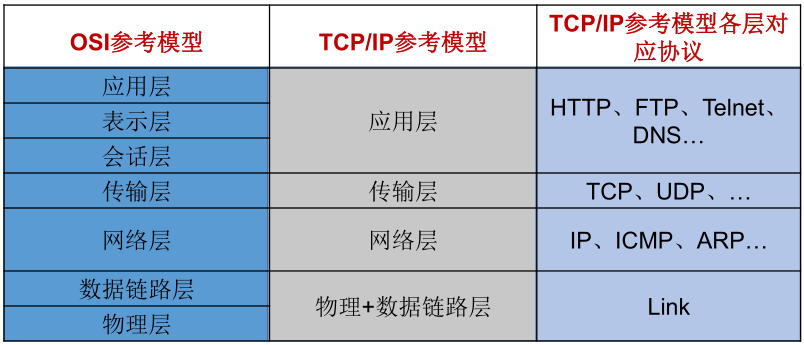 OSI参考模型
TCP/IP参考模型
TCP/IP参考模型各层对
应协议
应用层
表示层
会话层
应用层
HTTP、FTP、Telnet、
DNS…
传输层
传输层
TCP、UDP、…
网络层
网络层
IP、ICMP、ARP…
数据链路层
物理层
物理+数据链路层
Link